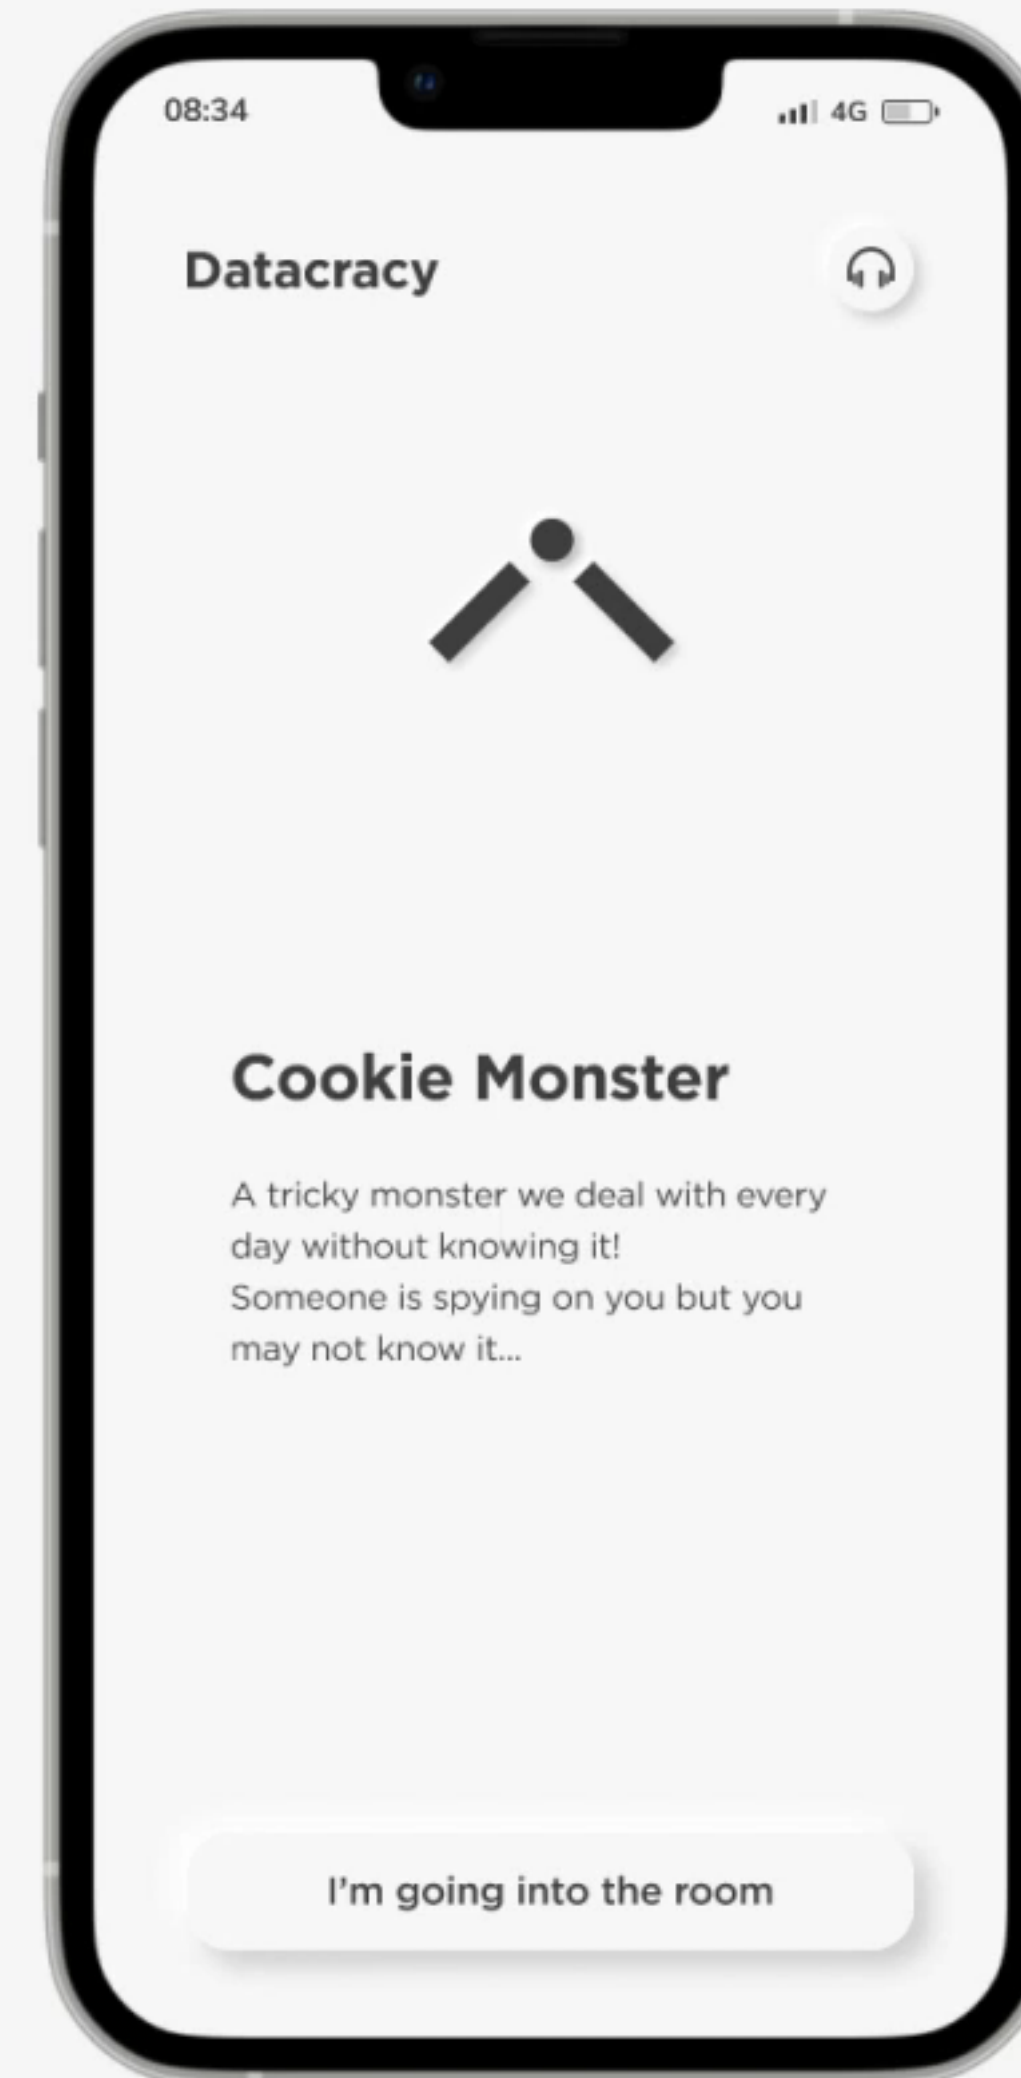 08:34 4G
Datacracy
Cookie Monster
A tricky monster we deal with every
day without knowing it!
Someone is spying on you but you
may not know it...
I’m going into the room